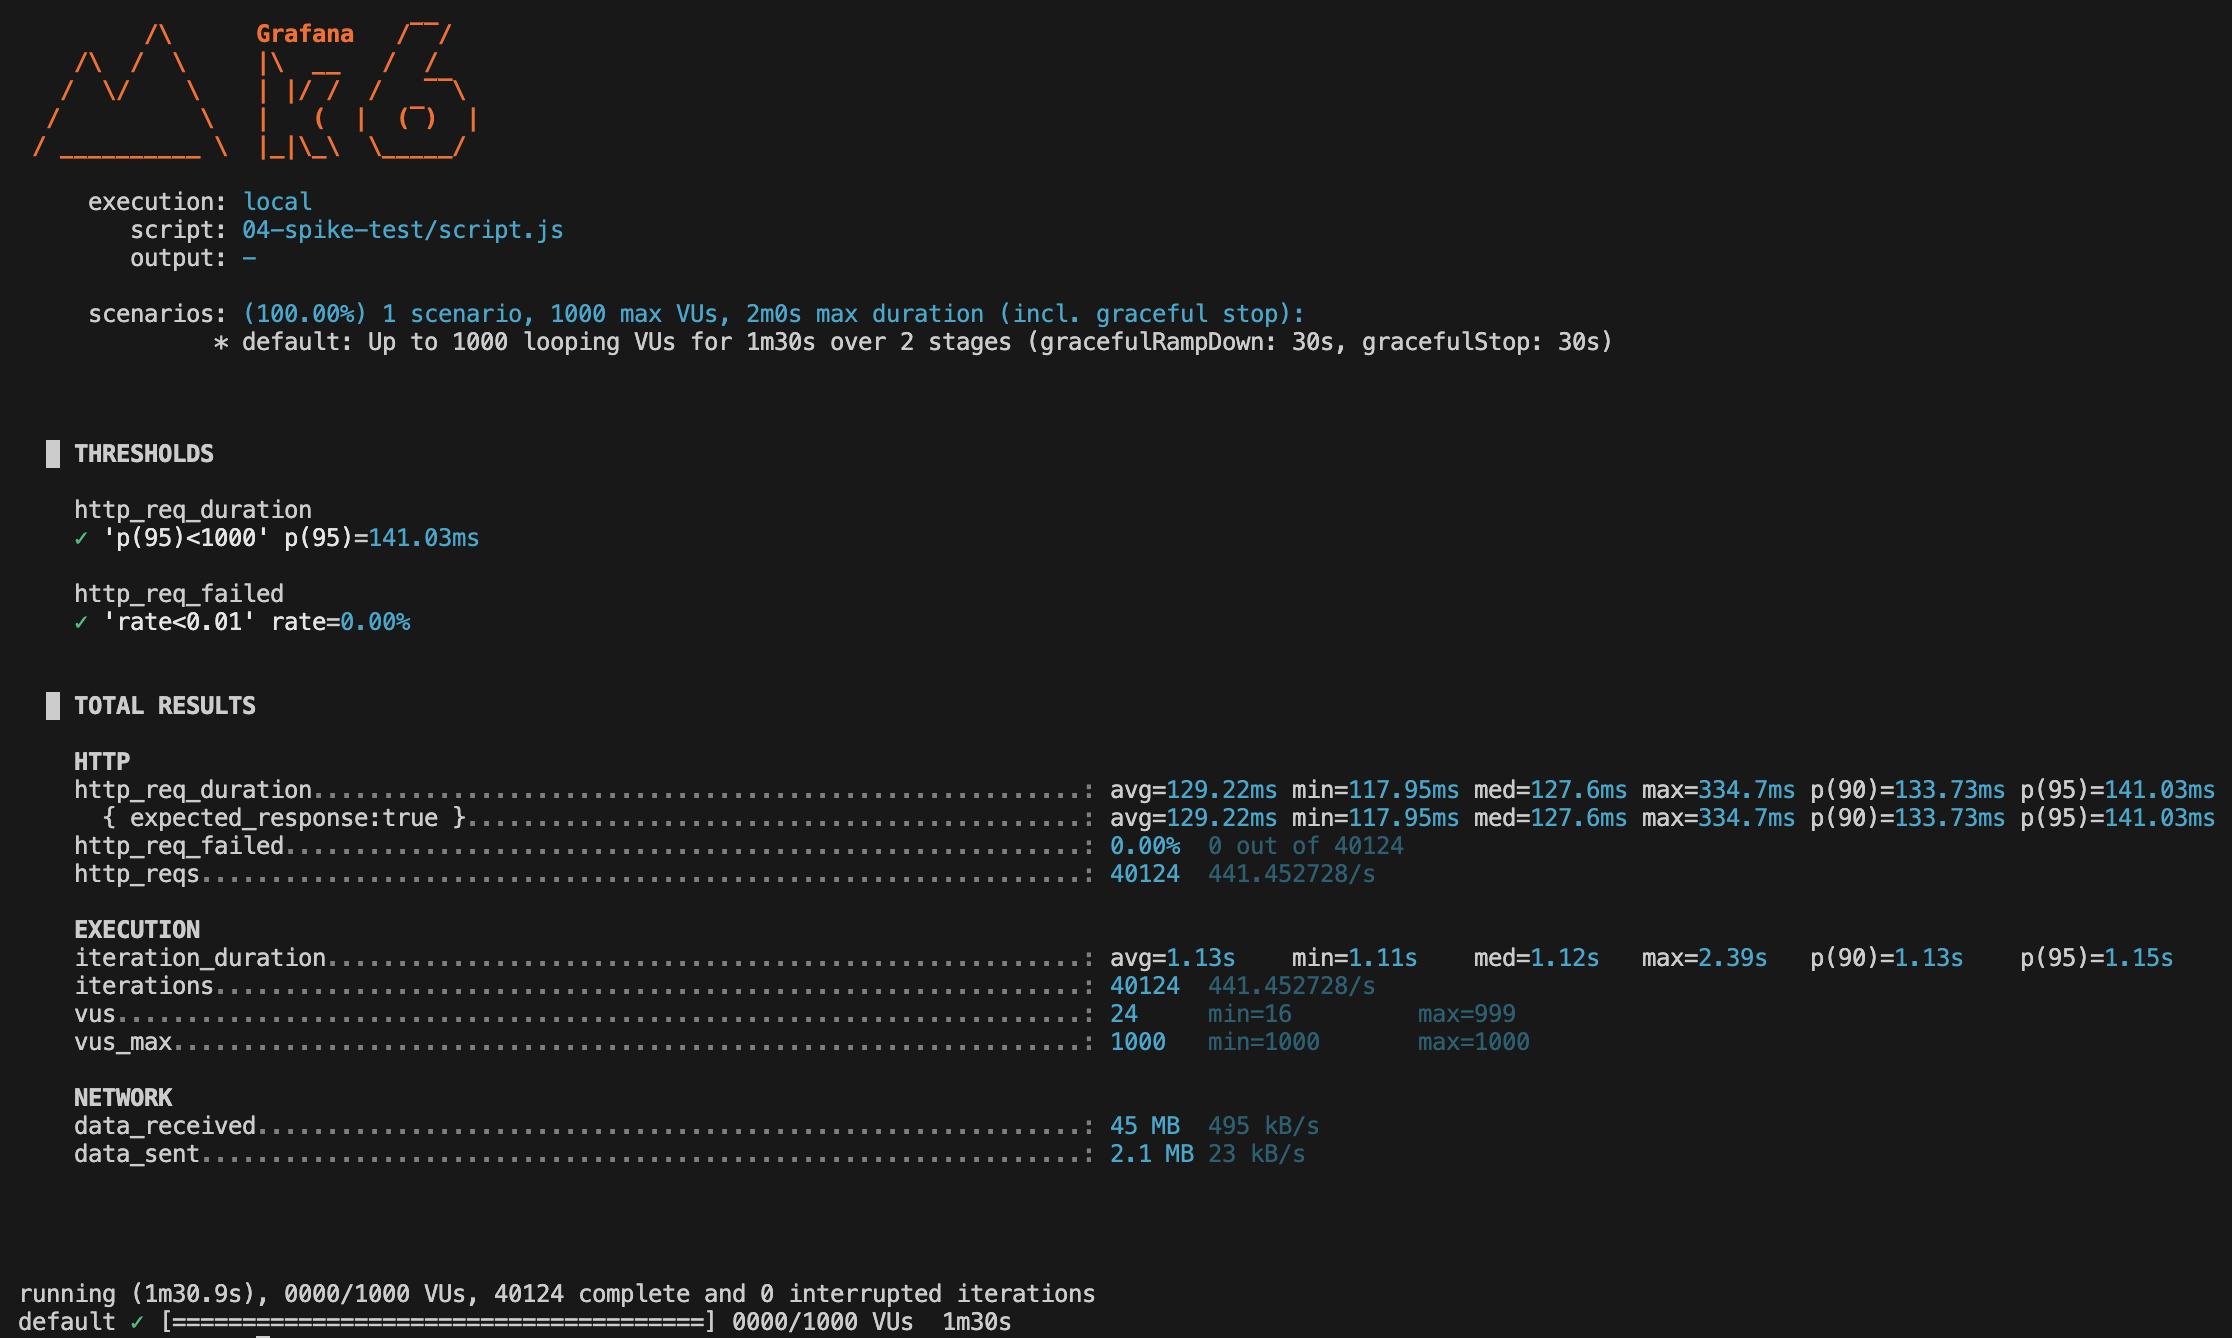 /\      Grafana   /‾‾/
    /\  /  \     |\  __   /  /
   /  \/    \    | |/ /  /   ‾‾\
  /          \   |   (  |  (‾)  |
 / __________ \  |_|\_\  \_____/
execution: local
script: 04-spike-test/script.js
output: -
scenarios: (100.00%) 1 scenario, 1000 max VUs, 2m0s max duration (incl. graceful stop):
* default: Up to 1000 looping VUs for 1m30s over 2 stages (gracefulRampDown: 30s, gracefulStop: 30s)
█ THRESHOLDS
http_req_duration
✓ 'p(95)<1000' p(95)=141.03ms
http_req_failed
✓ 'rate<0.01' rate=0.00%
█ TOTAL RESULTS
HTTP
http_req_duration.......................................................: avg=129.22ms min=117.95ms med=127.6ms max=334.7ms p(90)=133.73ms p(95)=141.03ms
{ expected_response:true }............................................: avg=129.22ms min=117.95ms med=127.6ms max=334.7ms p(90)=133.73ms p(95)=141.03ms
http_req_failed.........................................................: 0.00%  0 out of 40124
http_reqs...............................................................: 40124  441.452728/s
EXECUTION
iteration_duration......................................................: avg=1.13s    min=1.11s    med=1.12s   max=2.39s   p(90)=1.13s    p(95)=1.15s
iterations..............................................................: 40124  441.452728/s
vus.....................................................................: 24     min=16         max=999
vus_max.................................................................: 1000   min=1000       max=1000
NETWORK
data_received...........................................................: 45 MB  495 kB/s
data_sent...............................................................: 2.1 MB 23 kB/s
running (1m30.9s), 0000/1000 VUs, 40124 complete and 0 interrupted iterations
default ✓ [======================================] 0000/1000 VUs  1m30s